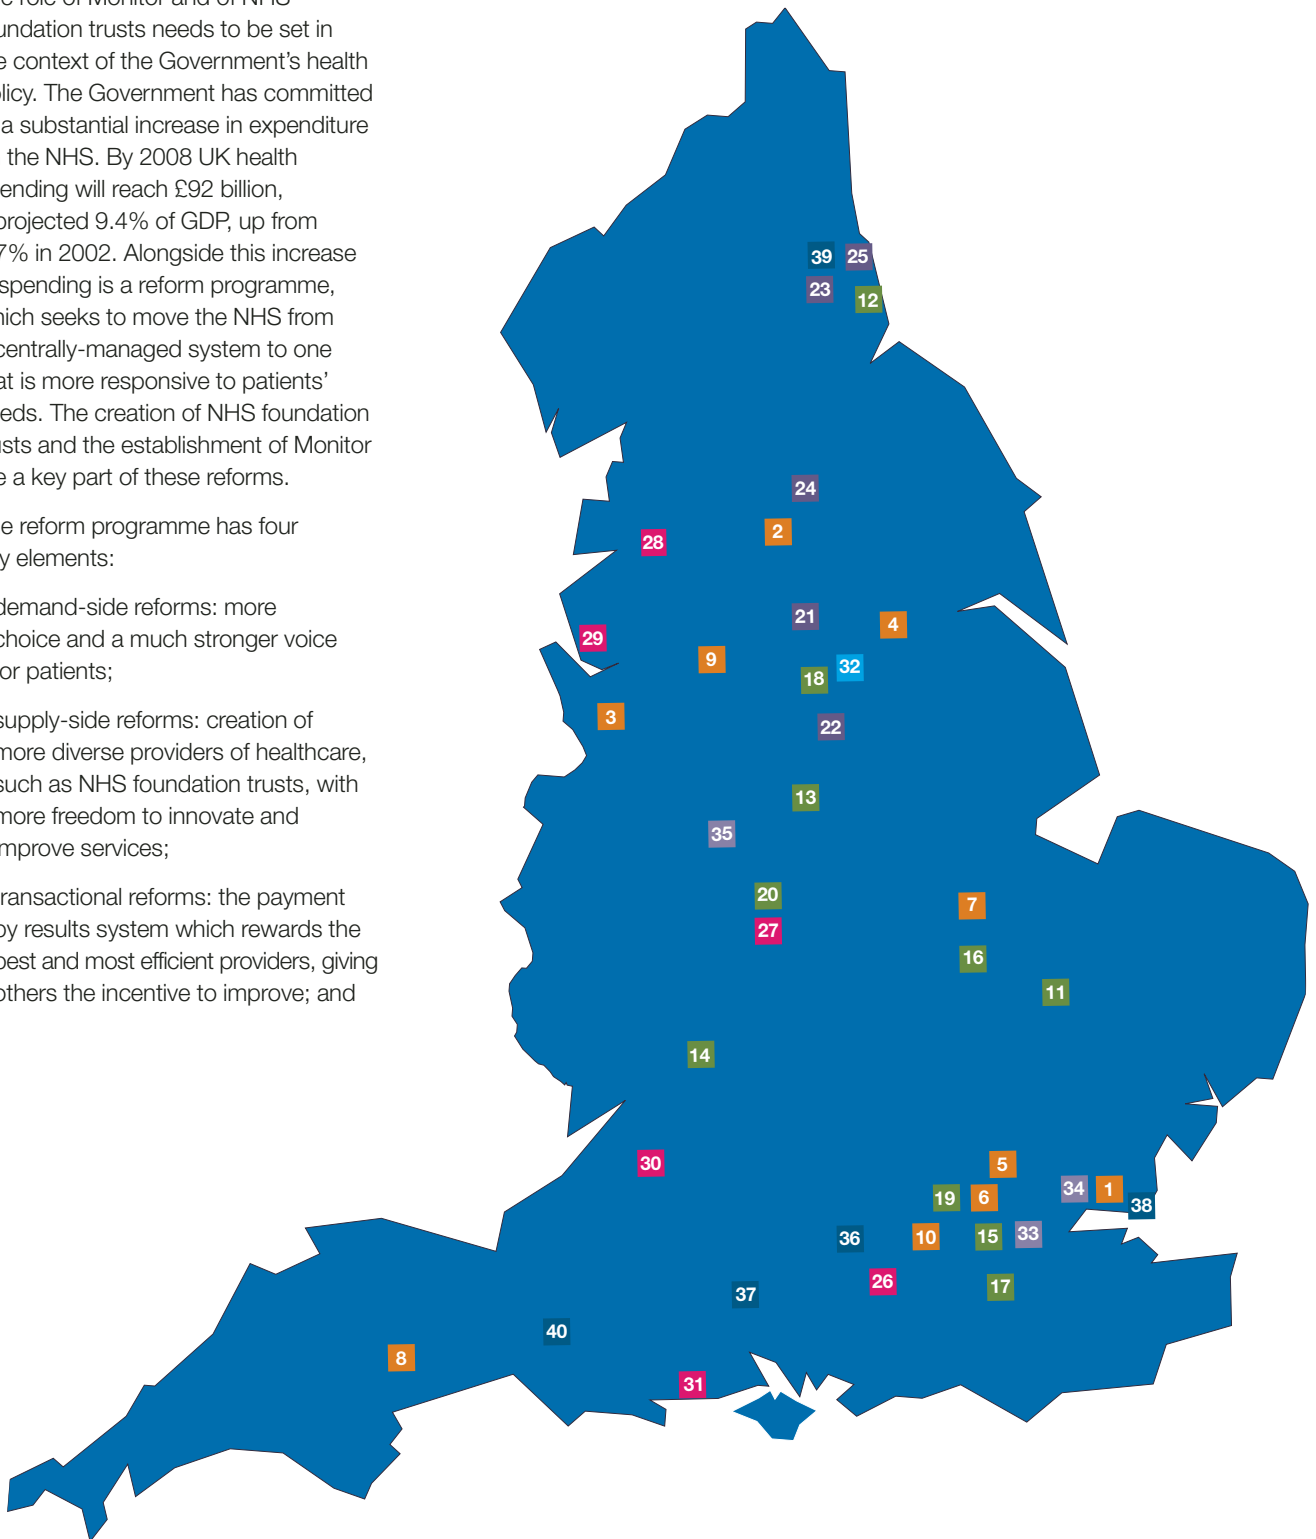 e role of Monitor and of NHS
undation trusts needs to be set in
e context of the Government’s health
licy. The Government has committed
a substantial increase in expenditure
the NHS. By 2008 UK health
ending will reach £92 billion,
projected 9.4% of GDP, up from
7% in 2002. Alongside this increase
spending is a reform programme,
hich seeks to move the NHS from
centrally-managed system to one
at is more responsive to patients’
eds. The creation of NHS foundation
usts and the establishment of Monitor
e a key part of these reforms.
e reform programme has four
y elements:
demand-side reforms: more
choice and a much stronger voice
or patients;
supply-side reforms: creation of
more diverse providers of healthcare,
such as NHS foundation trusts, with
more freedom to innovate and
improve services;
transactional reforms: the payment
by results system which rewards the
best and most efficient providers, giving
others the incentive to improve; and
39 25
23 12
24
2
28
21
4
29
9
32
18
3
22
13
35
20
7
27
16
11
14
30
5
34 1
19 6
38
36 10 15 33
26
17
37
40
8
31